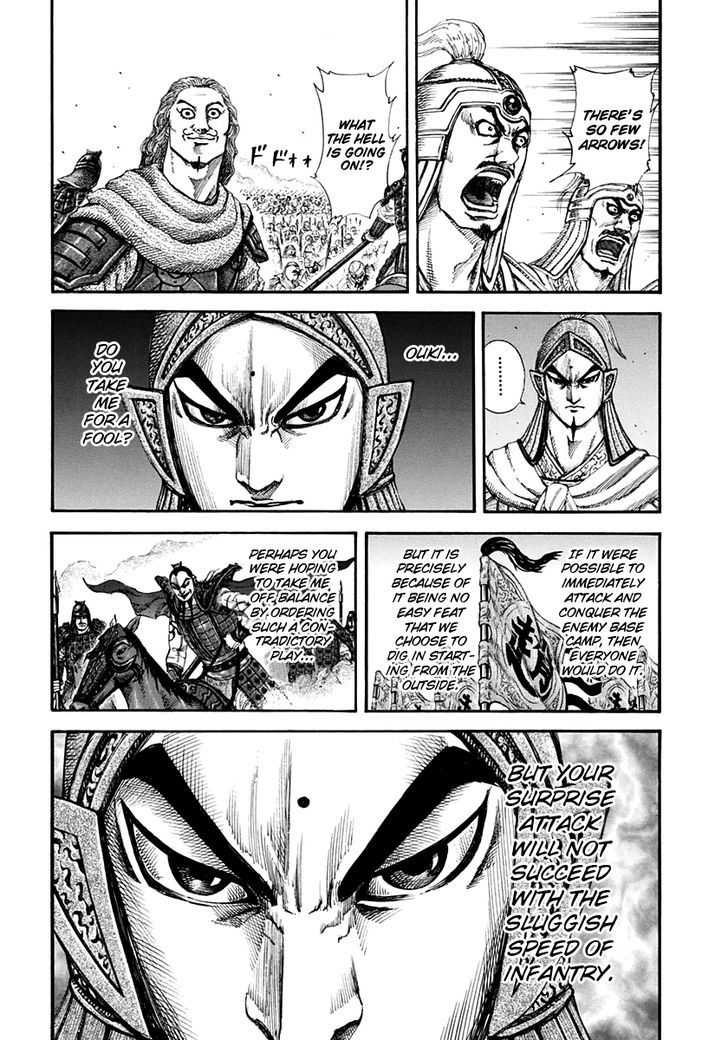 THERE'S
SO FEW
ARROWS!
WHAT
THE HELL
IS GOING
ON!?
ドドォォ
.......
OUKI...
DO
YOU
TAKE
ME
FOR A
FOOL?
IF IT WERE
POSSIBLE TO
IMMEDIATELY
ATTACK AND
CONQUER THE
ENEMY BASE
CAMP, THEN
"EVERYONE
WOULD DO IT.
BUT IT IS
PRECISELY
BECAUSE OF
IT BEING NO
EASY FEAT
THAT WE
CHOOSE TO
DIG IN START-
ING FROM THE
OUTSIDE.
PERHAPS YOU
WERE HOPING
TO TAKE ME
OFF BALANCE
BY ORDERING
SUCH A CON-
TRADICTORY
PLAY...
BUT YOUR
SURPRISE
ATTACK
WILL NOT
SUCCEED
WITH THE
SLUGGISH
SPEED OF
INFANTRY.